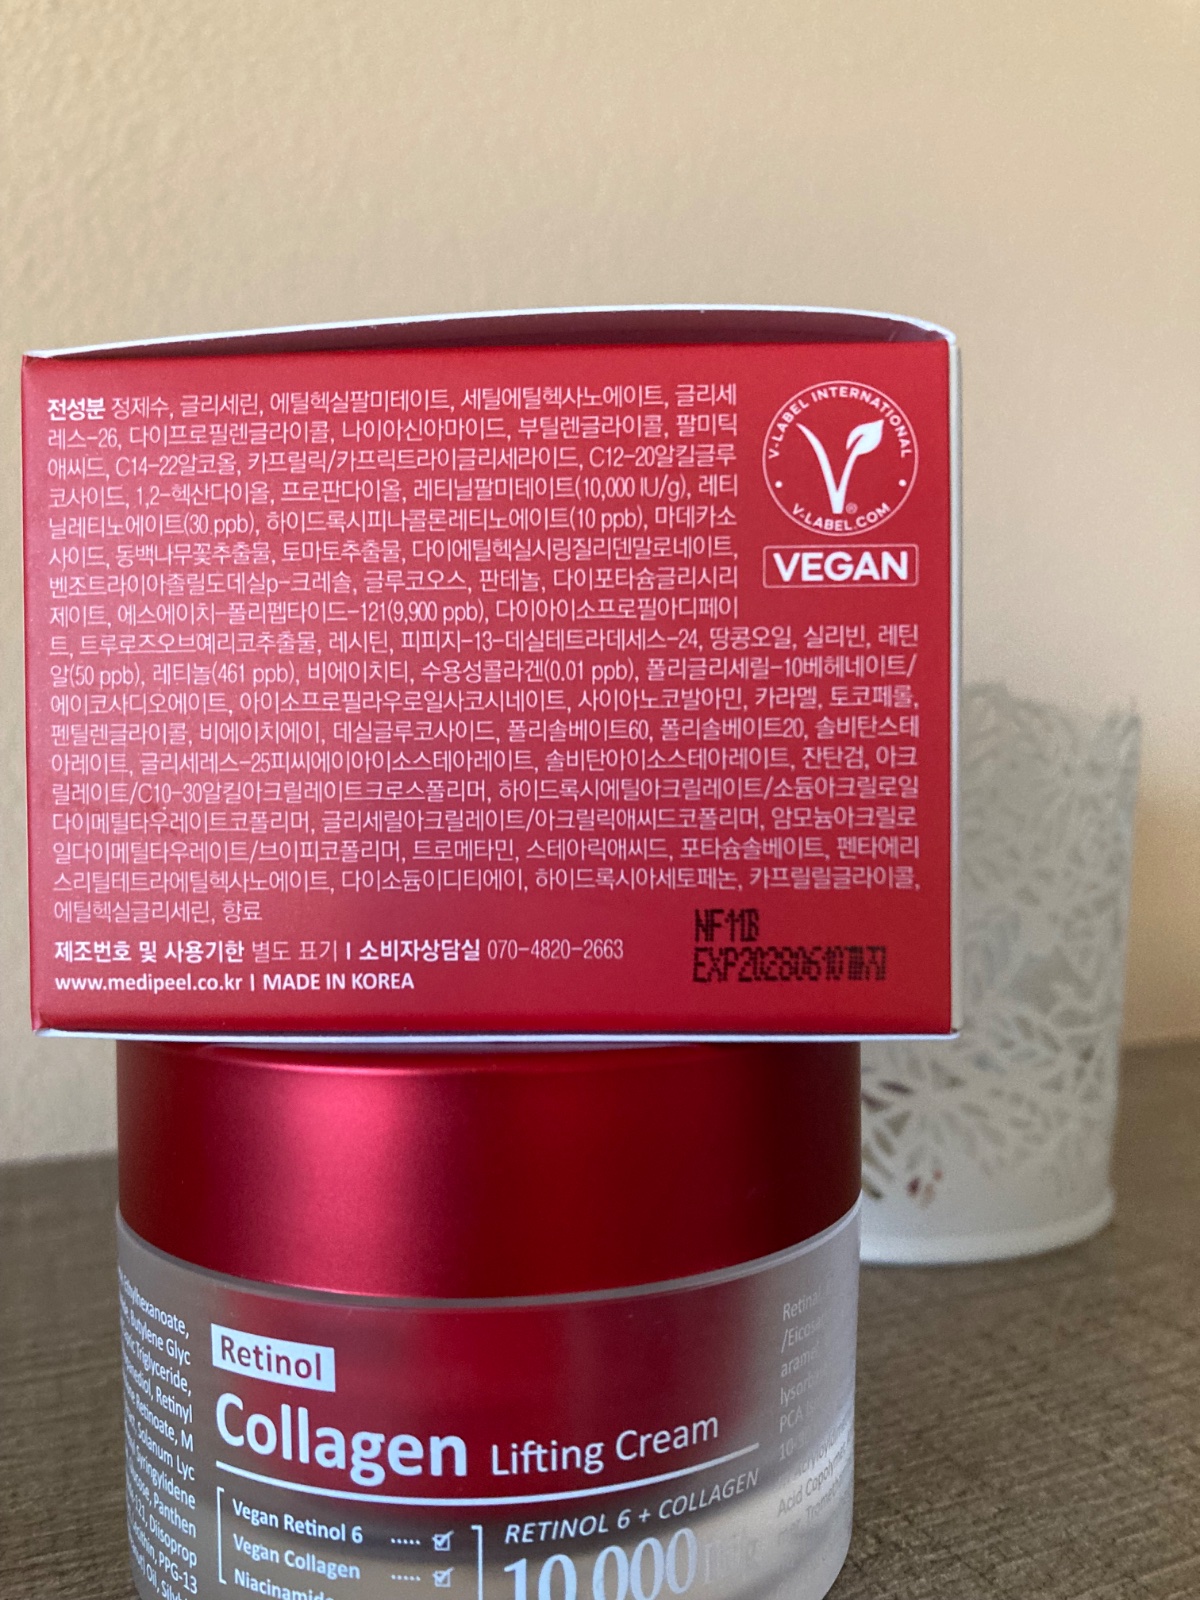 전성분 정제수, 글리세린, 에틸헥실팔미테이트, 세틸에틸헥사노에이트, 글리세
레스-26, 다이프로필렌글라이콜, 나이아신아마이드, 부틸렌글라이콜, 팔미틱
애씨드, C14-22알코올, 카프릴릭/카프릭트라이글리세라이드, C12-20알킬글루
코사이드, 1,2-헥산다이올, 프로판다이올, 레티닐팔미테이트(10,000 IU/g), 레티
닐레티노에이트(30 ppb), 하이드록시피나콜론레티노에이트(10 ppb), 마데카소
사이드, 동백나무꽃추출물, 토마토추출물, 다이에틸헥실시링질리덴말로네이트,
벤조트라이아졸릴도데실p-크레솔, 글루코오스, 판테놀, 다이포타슘글리시리
제이트, 에스에이치-폴리펩타이드-121(9,900 ppb), 다이아이소프로필아디페이
트, 트루로즈오브예리코추출물, 레시틴, 피피지-13-데실테트라데세스-24, 땅콩오일, 실리빈, 레틴
알(50 ppb), 레티놀(461 ppb), 비에이치티, 수용성콜라겐(0.01 ppb), 폴리글리세릴-10베헤네이트/
에이코사디오에이트, 아이소프로필라우로일사코시네이트, 사이아노코발아민, 카라멜, 토코페롤,
펜틸렌글라이콜, 비에이치에이, 데실글루코사이드, 폴리솔베이트60, 폴리솔베이트20, 솔비탄스테
아레이트, 글리세레스-25피씨에이아이소스테아레이트, 솔비탄아이소스테아레이트, 잔탄검, 아크
릴레이트/C10-30알킬아크릴레이트크로스폴리머, 하이드록시에틸아크릴레이트/소듐아크릴로일
다이메틸타우레이트코폴리머, 글리세릴아크릴레이트/아크릴릭애씨드코폴리머, 암모늄아크릴로
일다이메틸타우레이트/브이피코폴리머, 트로메타민, 스테아릭애씨드, 포타슘솔베이트, 펜타에리
스리틸테트라에틸헥사노에이트, 다이소듐이디티에이, 하이드록시아세토페논, 카프릴릴글라이콜,
에틸헥실글리세린, 향료
제조번호 및 사용기한 별도 표기 | 소비자상담실 070-4820-2663
www.medipeel.co.kr | MADE IN KOREA
V-LABEL INTERNATIONAL
V-LABEL.COM
VEGAN
EXP20280610까지
Retinol
Collagen Lifting Cream
Vegan Retinol 6 ..... ☑
Vegan Collagen ..... ☑
Niacinamide
RETINOL 6 + COLLAGEN
10,000
Butylene Glyc
Triglyceride,
Retinyl
Retinoate, M
Solanum Lyc
Syringylidene
Panthen
Diisoprop
PPG-13
Oil,
Retinal
PCA
Acid Copolyme